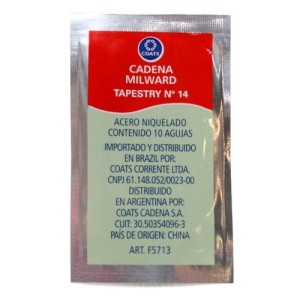 COATS
CADENA
MILWARD
TAPESTRY Nº 14
ACERO NIQUELADO
CONTENIDO 10 AGUJAS
IMPORTADO Y DISTRIBUIDO
EN BRAZIL POR:
COATS CORRENTE LTDA.
CNPJ 61.148.052/0023-00
DISTRIBUIDO
EN ARGENTINA POR:
COATS CADENA S.A.
CUIT: 30.50354096-3
PAÍS DE ORIGEN: CHINA
ART. F5713